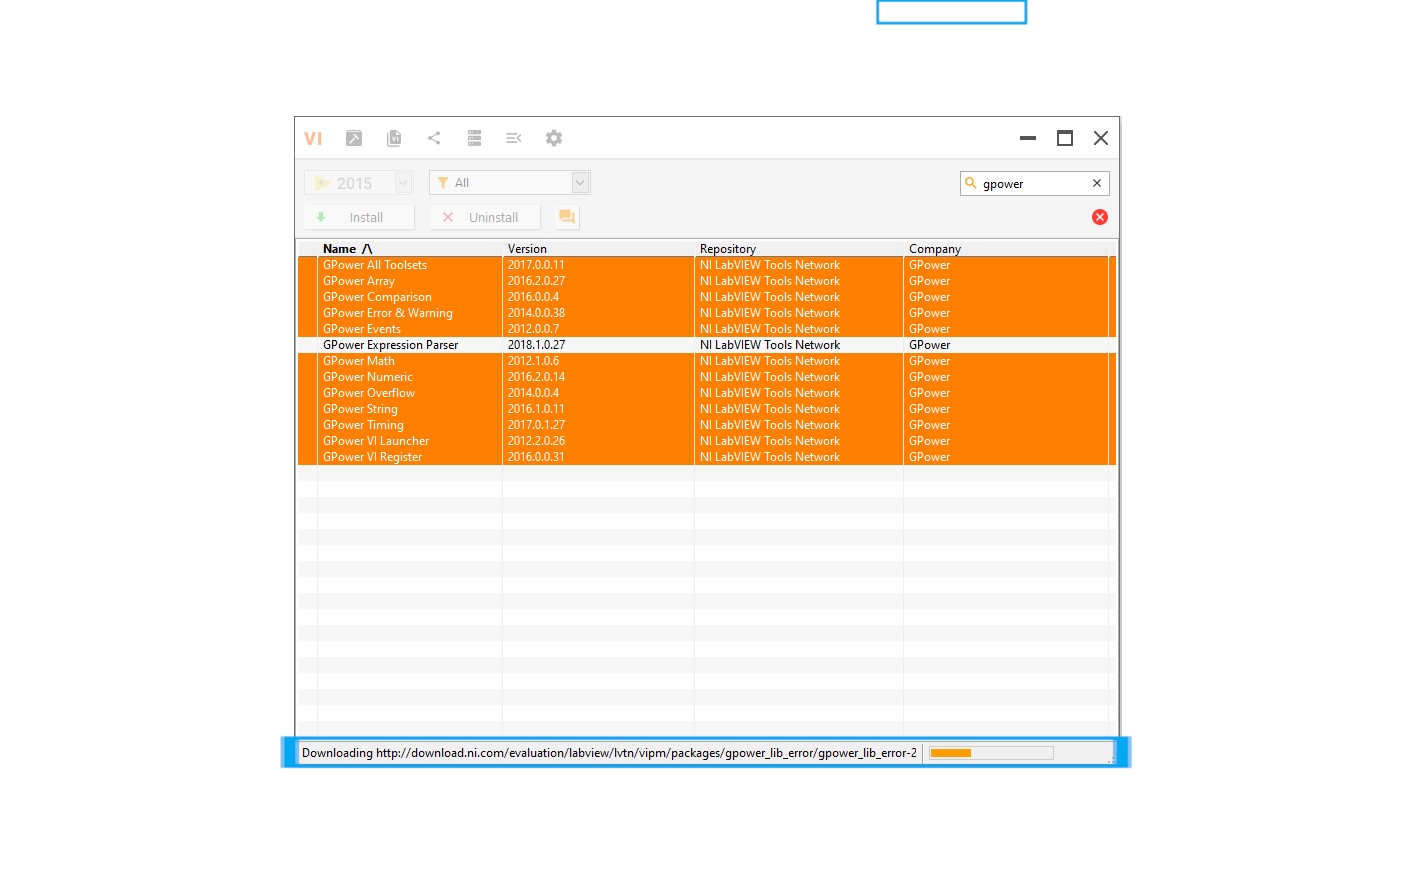 VI
2015
All
gpower
Install
Uninstall
Name /\ Version Repository Company
GPower All Toolsets 2017.0.0.11 NI LabVIEW Tools Network GPower
GPower Array 2016.2.0.27 NI LabVIEW Tools Network GPower
GPower Comparison 2016.0.0.4 NI LabVIEW Tools Network GPower
GPower Error & Warning 2014.0.0.38 NI LabVIEW Tools Network GPower
GPower Events 2012.0.0.7 NI LabVIEW Tools Network GPower
GPower Expression Parser 2018.1.0.27 NI LabVIEW Tools Network GPower
GPower Math 2012.1.0.6 NI LabVIEW Tools Network GPower
GPower Numeric 2016.2.0.14 NI LabVIEW Tools Network GPower
GPower Overflow 2014.0.0.4 NI LabVIEW Tools Network GPower
GPower String 2016.1.0.11 NI LabVIEW Tools Network GPower
GPower Timing 2017.0.1.27 NI LabVIEW Tools Network GPower
GPower VI Launcher 2012.2.0.26 NI LabVIEW Tools Network GPower
GPower VI Register 2016.0.0.31 NI LabVIEW Tools Network GPower
Downloading http://download.ni.com/evaluation/labview/lvtn/vipm/packages/gpower_lib_error/gpower_lib_error-2